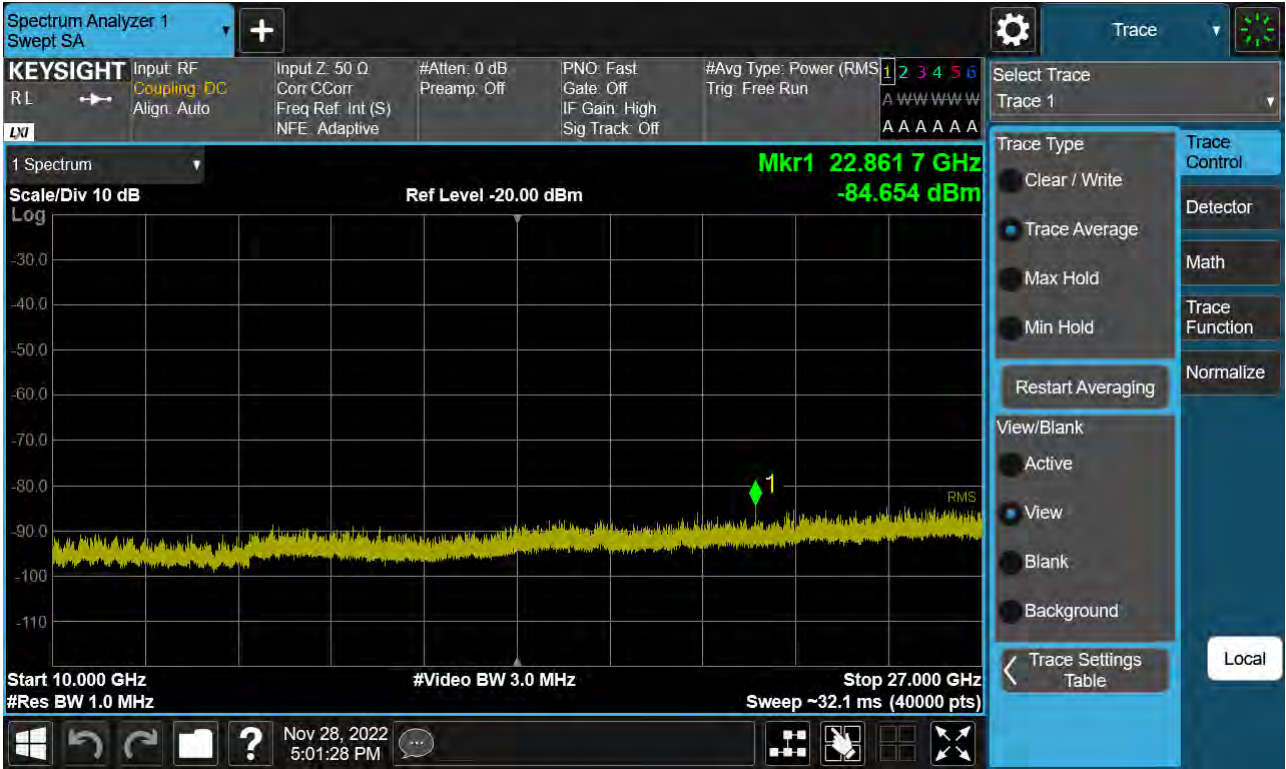 Spectrum Analyzer 1
Swept SA
+
Trace
KEYSIGHT
RL
LXI
Input: RF
Coupling: DC
Align: Auto
Input Z: 50 Ω
Corr CCorr
Freq Ref: Int (S)
NFE: Adaptive
#Atten: 0 dB
Preamp: Off
PNO: Fast
Gate: Off
IF Gain: High
Sig Track: Off
#Avg Type: Power (RMS
Trig: Free Run
1 2 3 4 5 6
A W W W W W
A A A A A A
Select Trace
Trace 1
1 Spectrum
Scale/Div 10 dB
Ref Level -20.00 dBm
Mkr1 22.861 7 GHz
-84.654 dBm
Log
-30.0
-40.0
-50.0
-60.0
-70.0
-80.0
-90.0
-100
-110
1
RMS
Start 10.000 GHz
#Res BW 1.0 MHz
#Video BW 3.0 MHz
Stop 27.000 GHz
Sweep ~32.1 ms (40000 pts)
Trace Type
Clear / Write
Trace Average
Max Hold
Min Hold
Restart Averaging
View/Blank
Active
View
Blank
Background
Trace Settings
Table
Trace
Control
Detector
Math
Trace
Function
Normalize
Local
?
Nov 28, 2022
5:01:28 PM